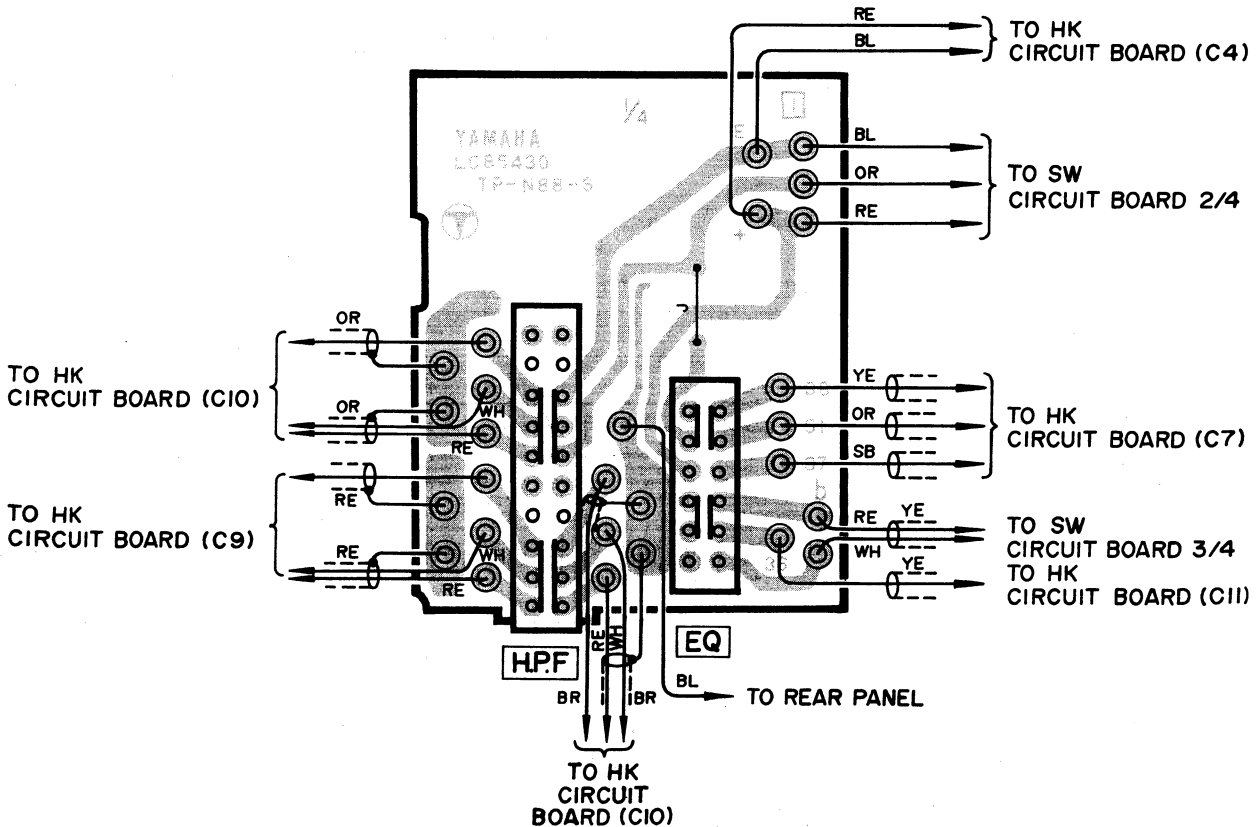 RE
BL
TO HK
CIRCUIT BOARD (C4)
1/4
1
YAMAHA
LC85430
TP-N88-S
E
BL
OR
RE
TO SW
CIRCUIT BOARD 2/4
+
OR
TO HK
CIRCUIT BOARD (C10)
OR
WH
RE
YE
OR
SB
TO HK
CIRCUIT BOARD (C7)
TO HK
CIRCUIT BOARD (C9)
RE
RE
WH
RE
b
RE
YE
WH
TO SW
CIRCUIT BOARD 3/4
YE
TO HK
CIRCUIT BOARD (C11)
H.P.F
RE
WH
EQ
BR
BR
BL
TO REAR PANEL
TO HK
CIRCUIT
BOARD (C10)